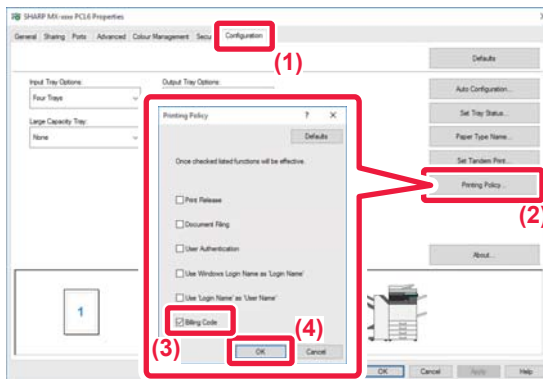 SHARP MX-xxxx PCL6 Properties
General Sharing Ports Advanced Colour Management Secu Configuration
(1)
Defaults
Input Tray Options:
Output Tray Options:
Four Trays
Auto Configuration...
Large Capacity Tray:
None
Set Tray Status...
Paper Type Name...
Set Tandem Print...
Printing Policy...
(2)
About...
Printing Policy ? X
Defaults
Once checked listed functions will be effective.
Print Release
Document Filing
User Authentication
Use Windows Login Name as 'Login Name'
Use 'Login Name' as 'User Name'
Billing Code
(3)
(4)
OK Cancel
1
OK Cancel Apply Help